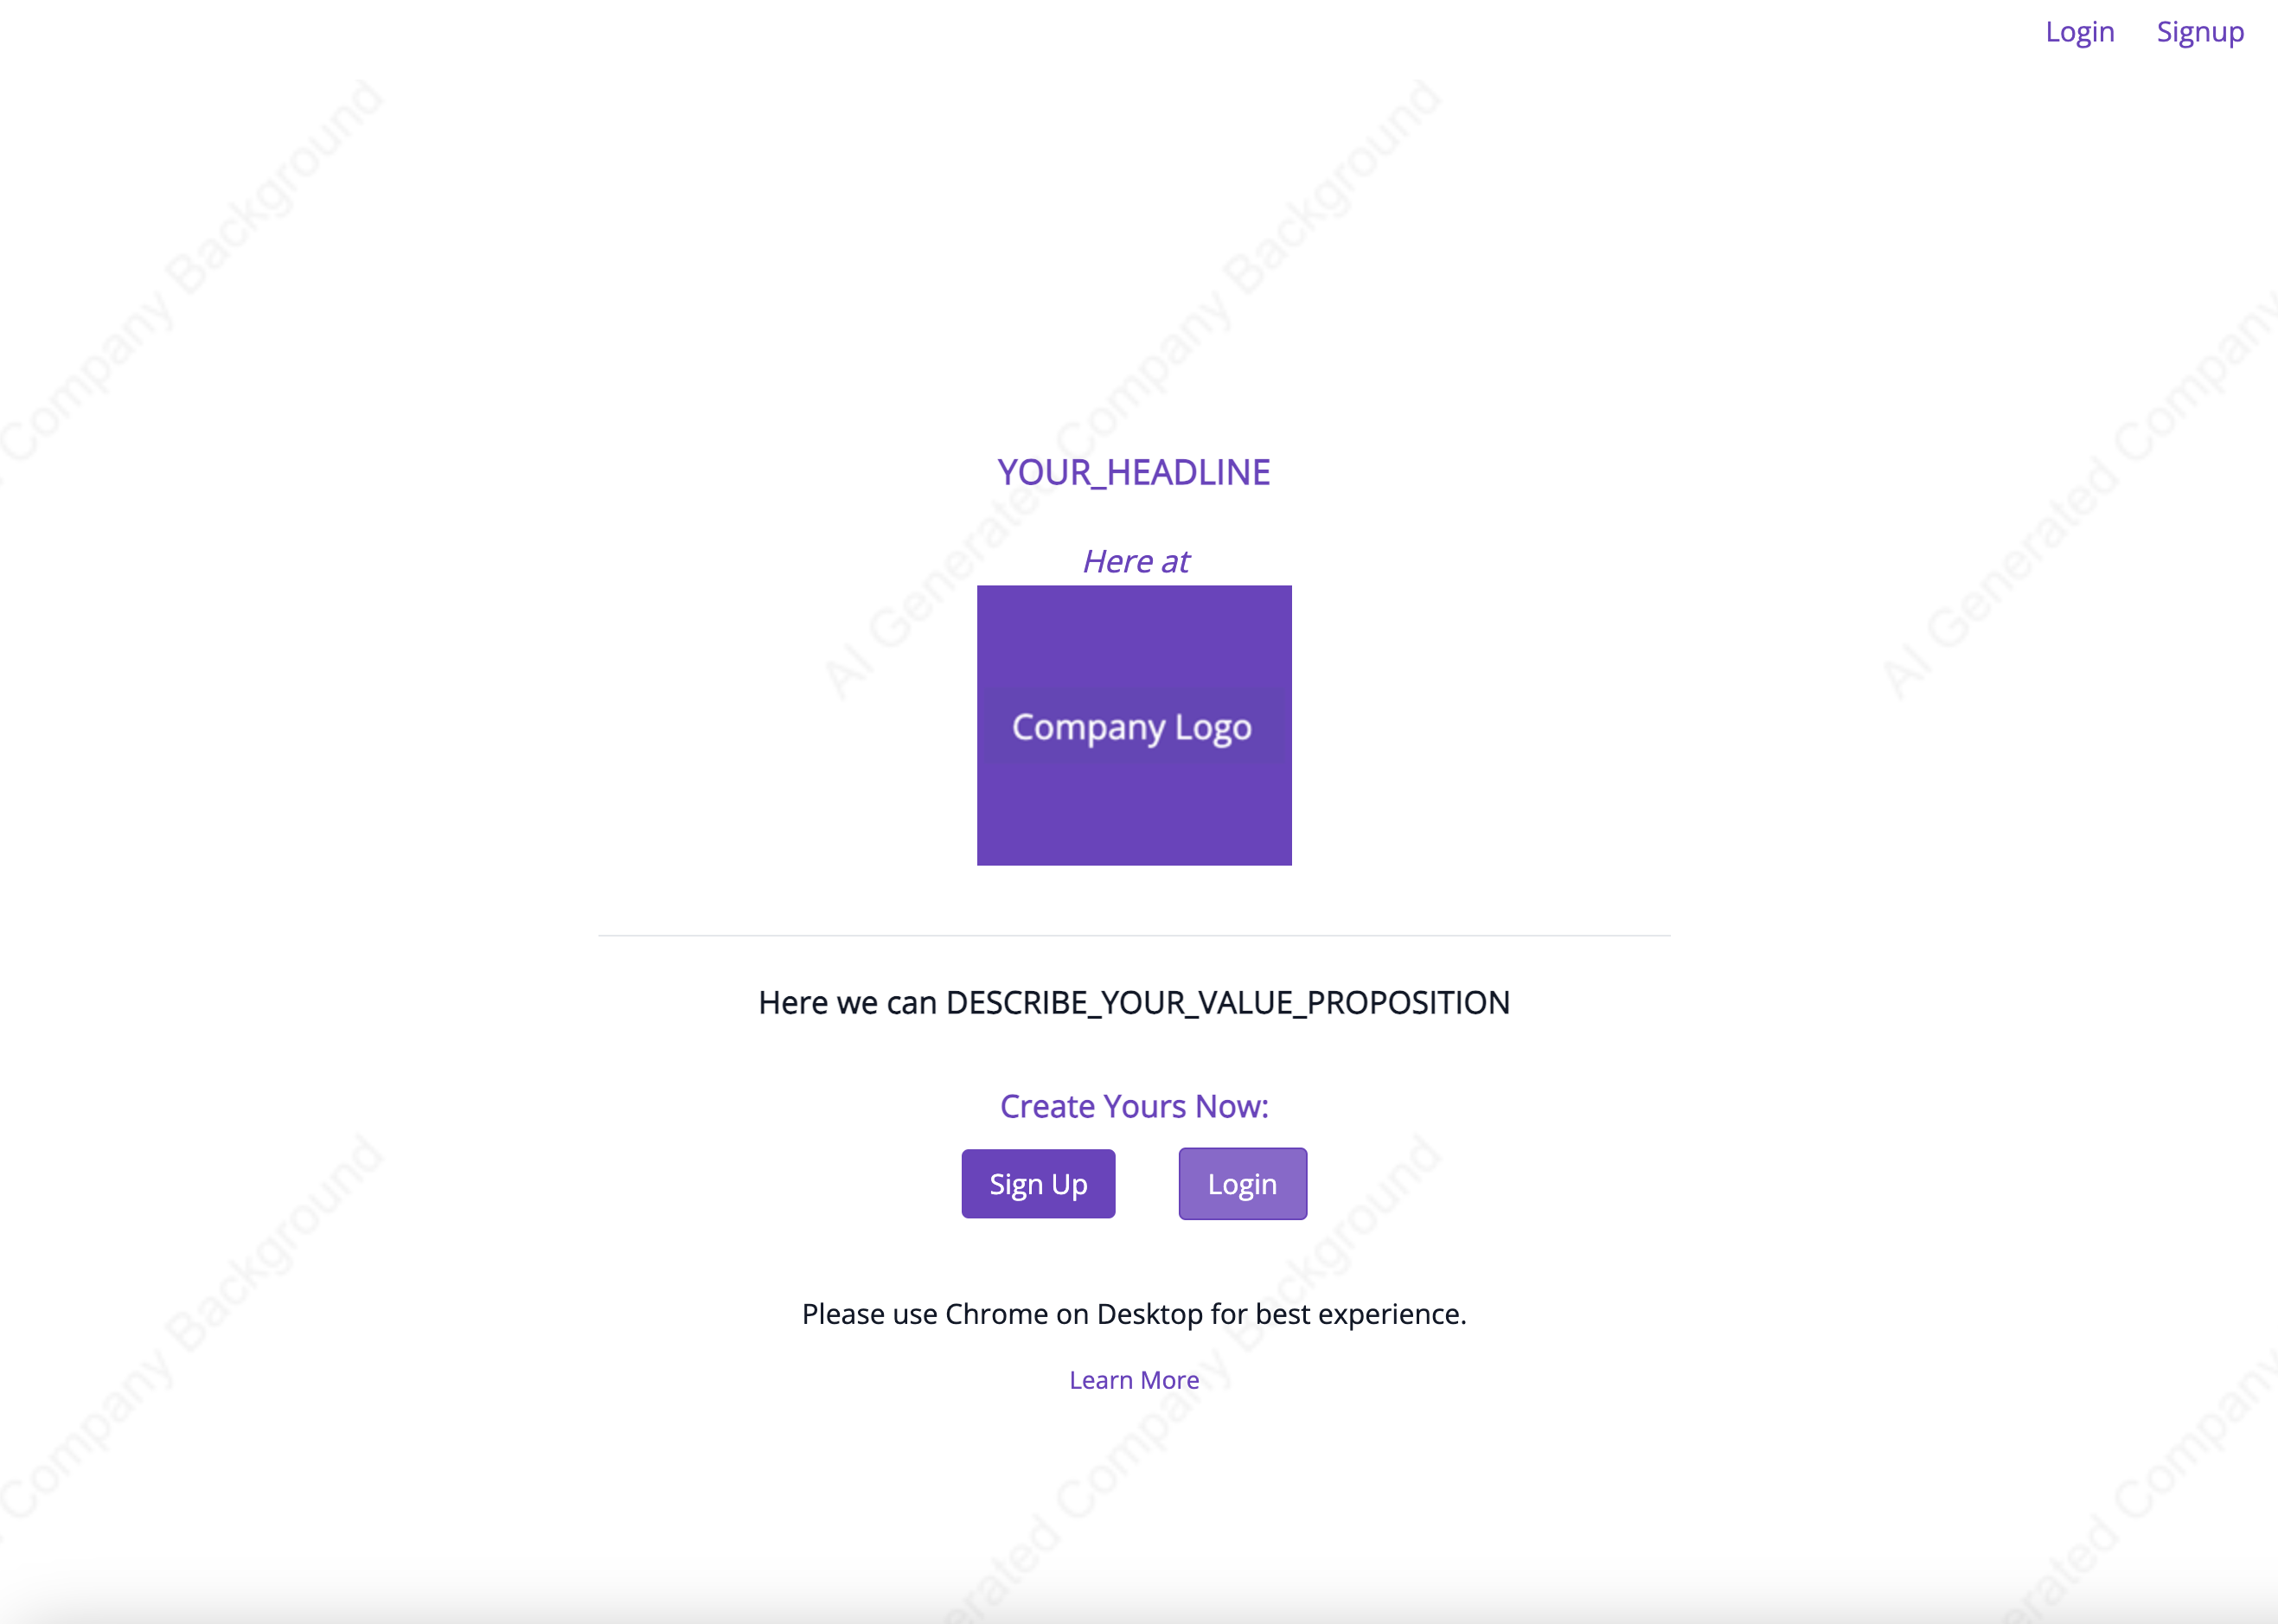 Login Signup
AI Generated Company Background
YOUR_HEADLINE
Here at
Company Logo
Here we can DESCRIBE_YOUR_VALUE_PROPOSITION
Create Yours Now:
Sign Up Login
Please use Chrome on Desktop for best experience.
Learn More
Company Background
AI Generated Company
Company Background
Generated Company Background
Generated Company